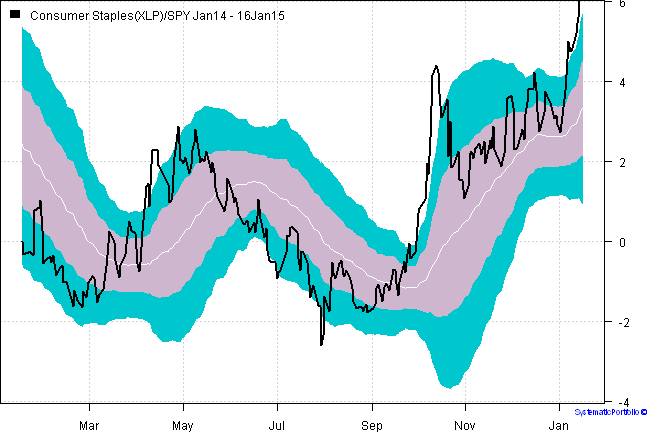 Consumer Staples(XLP)/SPY Jan14 - 16Jan15
6
4
2
0
-2
-4
Mar May Jul Sep Nov Jan
SystematicPortfolio ©